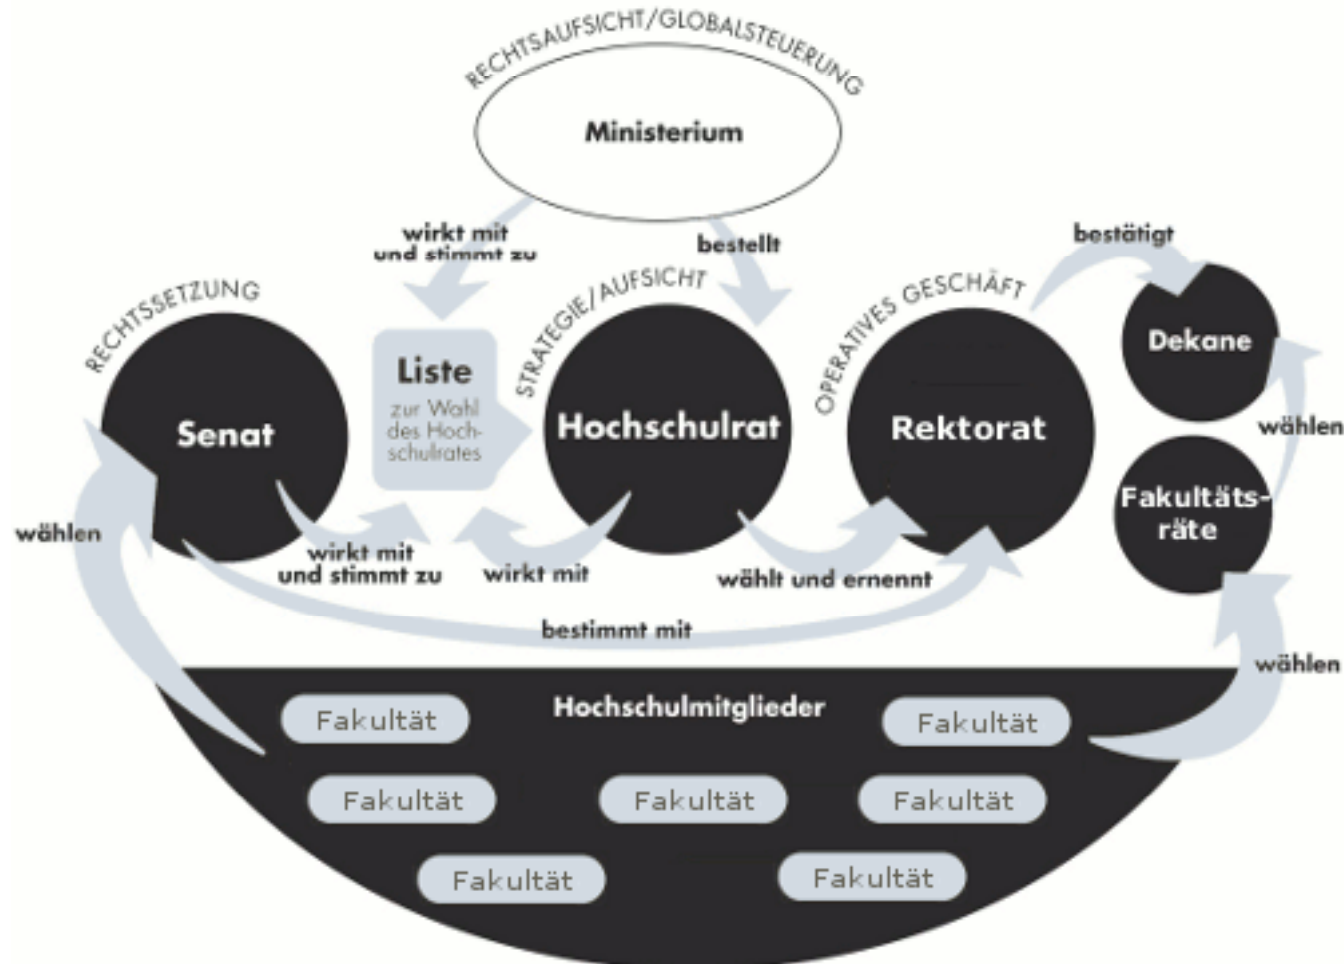 RECHTSAUFSICHT/GLOBALSTEUERUNG
Ministerium
wirkt mit
und stimmt zu
bestellt
bestätigt
RECHTSSETZUNG
STRATEGIE/AUFSICHT
OPERATIVES GESCHÄFT
Dekane
Liste
zur Wahl
des Hoch-
schulrates
Senat
Hochschulrat
Rektorat
wählen
Fakultäts-
räte
wählen
wirkt mit
und stimmt zu
wirkt mit
wählt und ernennt
bestimmt mit
wählen
Hochschulmitglieder
Fakultät
Fakultät
Fakultät
Fakultät
Fakultät
Fakultät
Fakultät